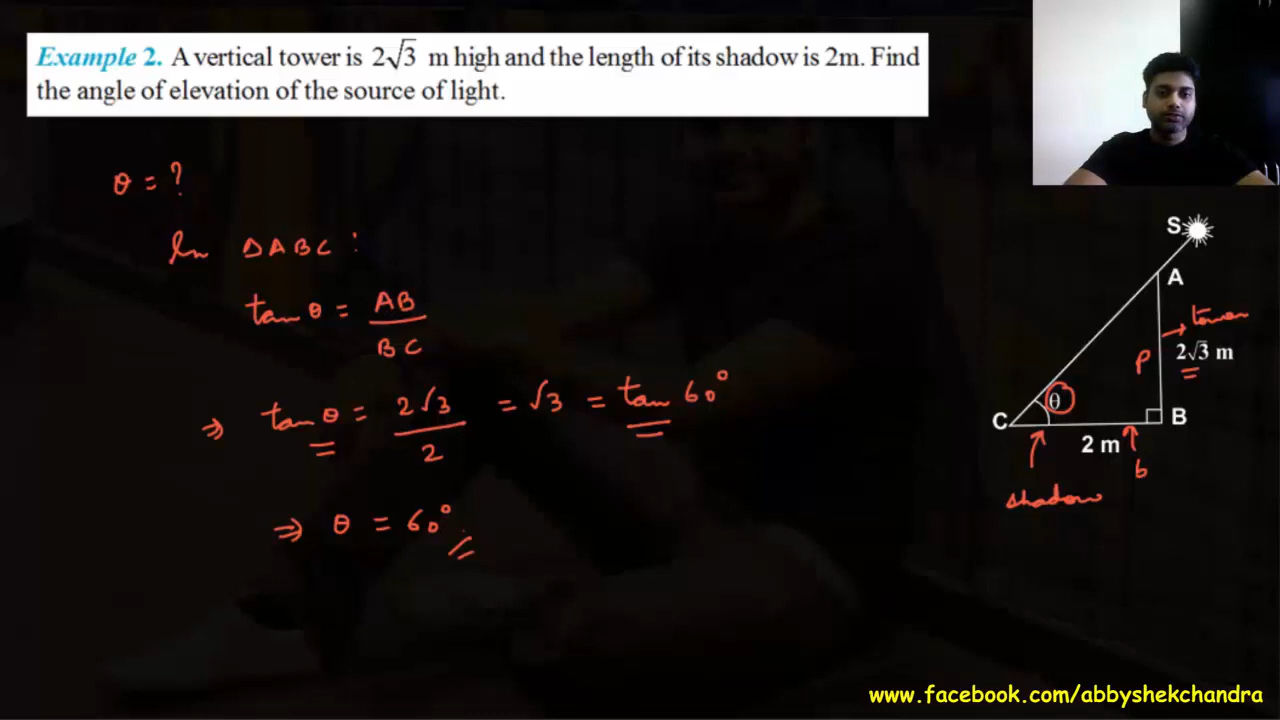 Example 2. A vertical tower is 2√3 m high and the length of its shadow is 2m. Find
the angle of elevation of the source of light.
θ = ?
In ΔABC :
tan θ = AB/BC
⇒ tan θ = 2√3/2 = √3 = tan 60°
⇒ θ = 60°
S
A
→ tower
P 2√3 m
θ
C B
2 m
b
shadow
www.facebook.com/abbyshekchandra